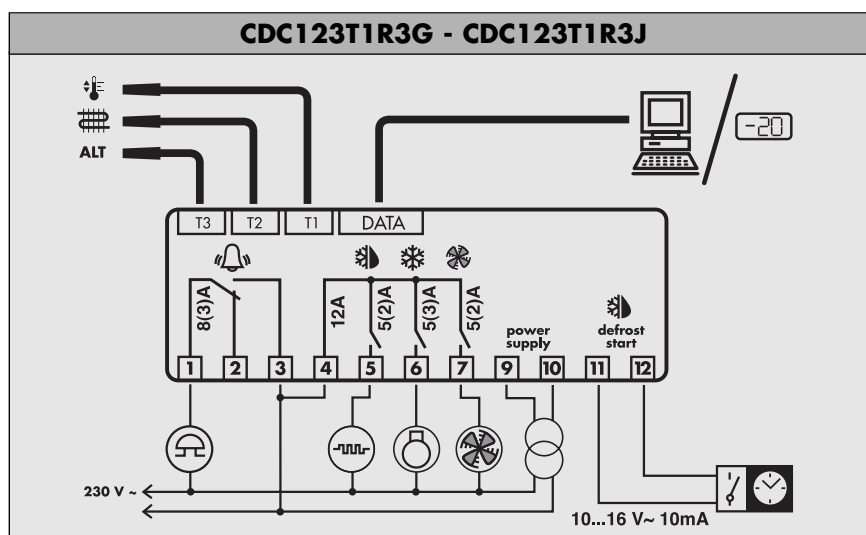 CDC123T1R3G - CDC123T1R3J
-20
ALT
T3 T2 T1 DATA
8(3)A 12A 5(2)A 5(3)A 5(2)A
power supply
defrost start
1 2 3 4 5 6 7 9 10 11 12
230 V ~
10...16 V~ 10mA